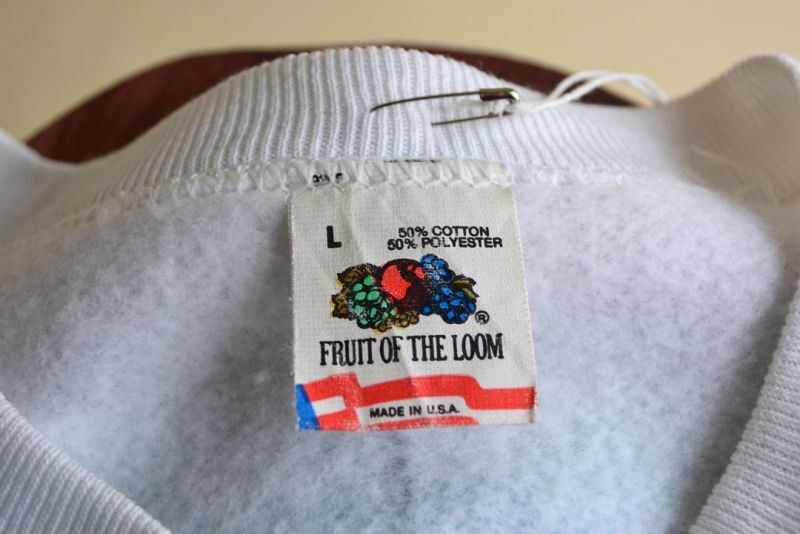 L
50% COTTON
50% POLYESTER
®
FRUIT OF THE LOOM
MADE IN U.S.A.